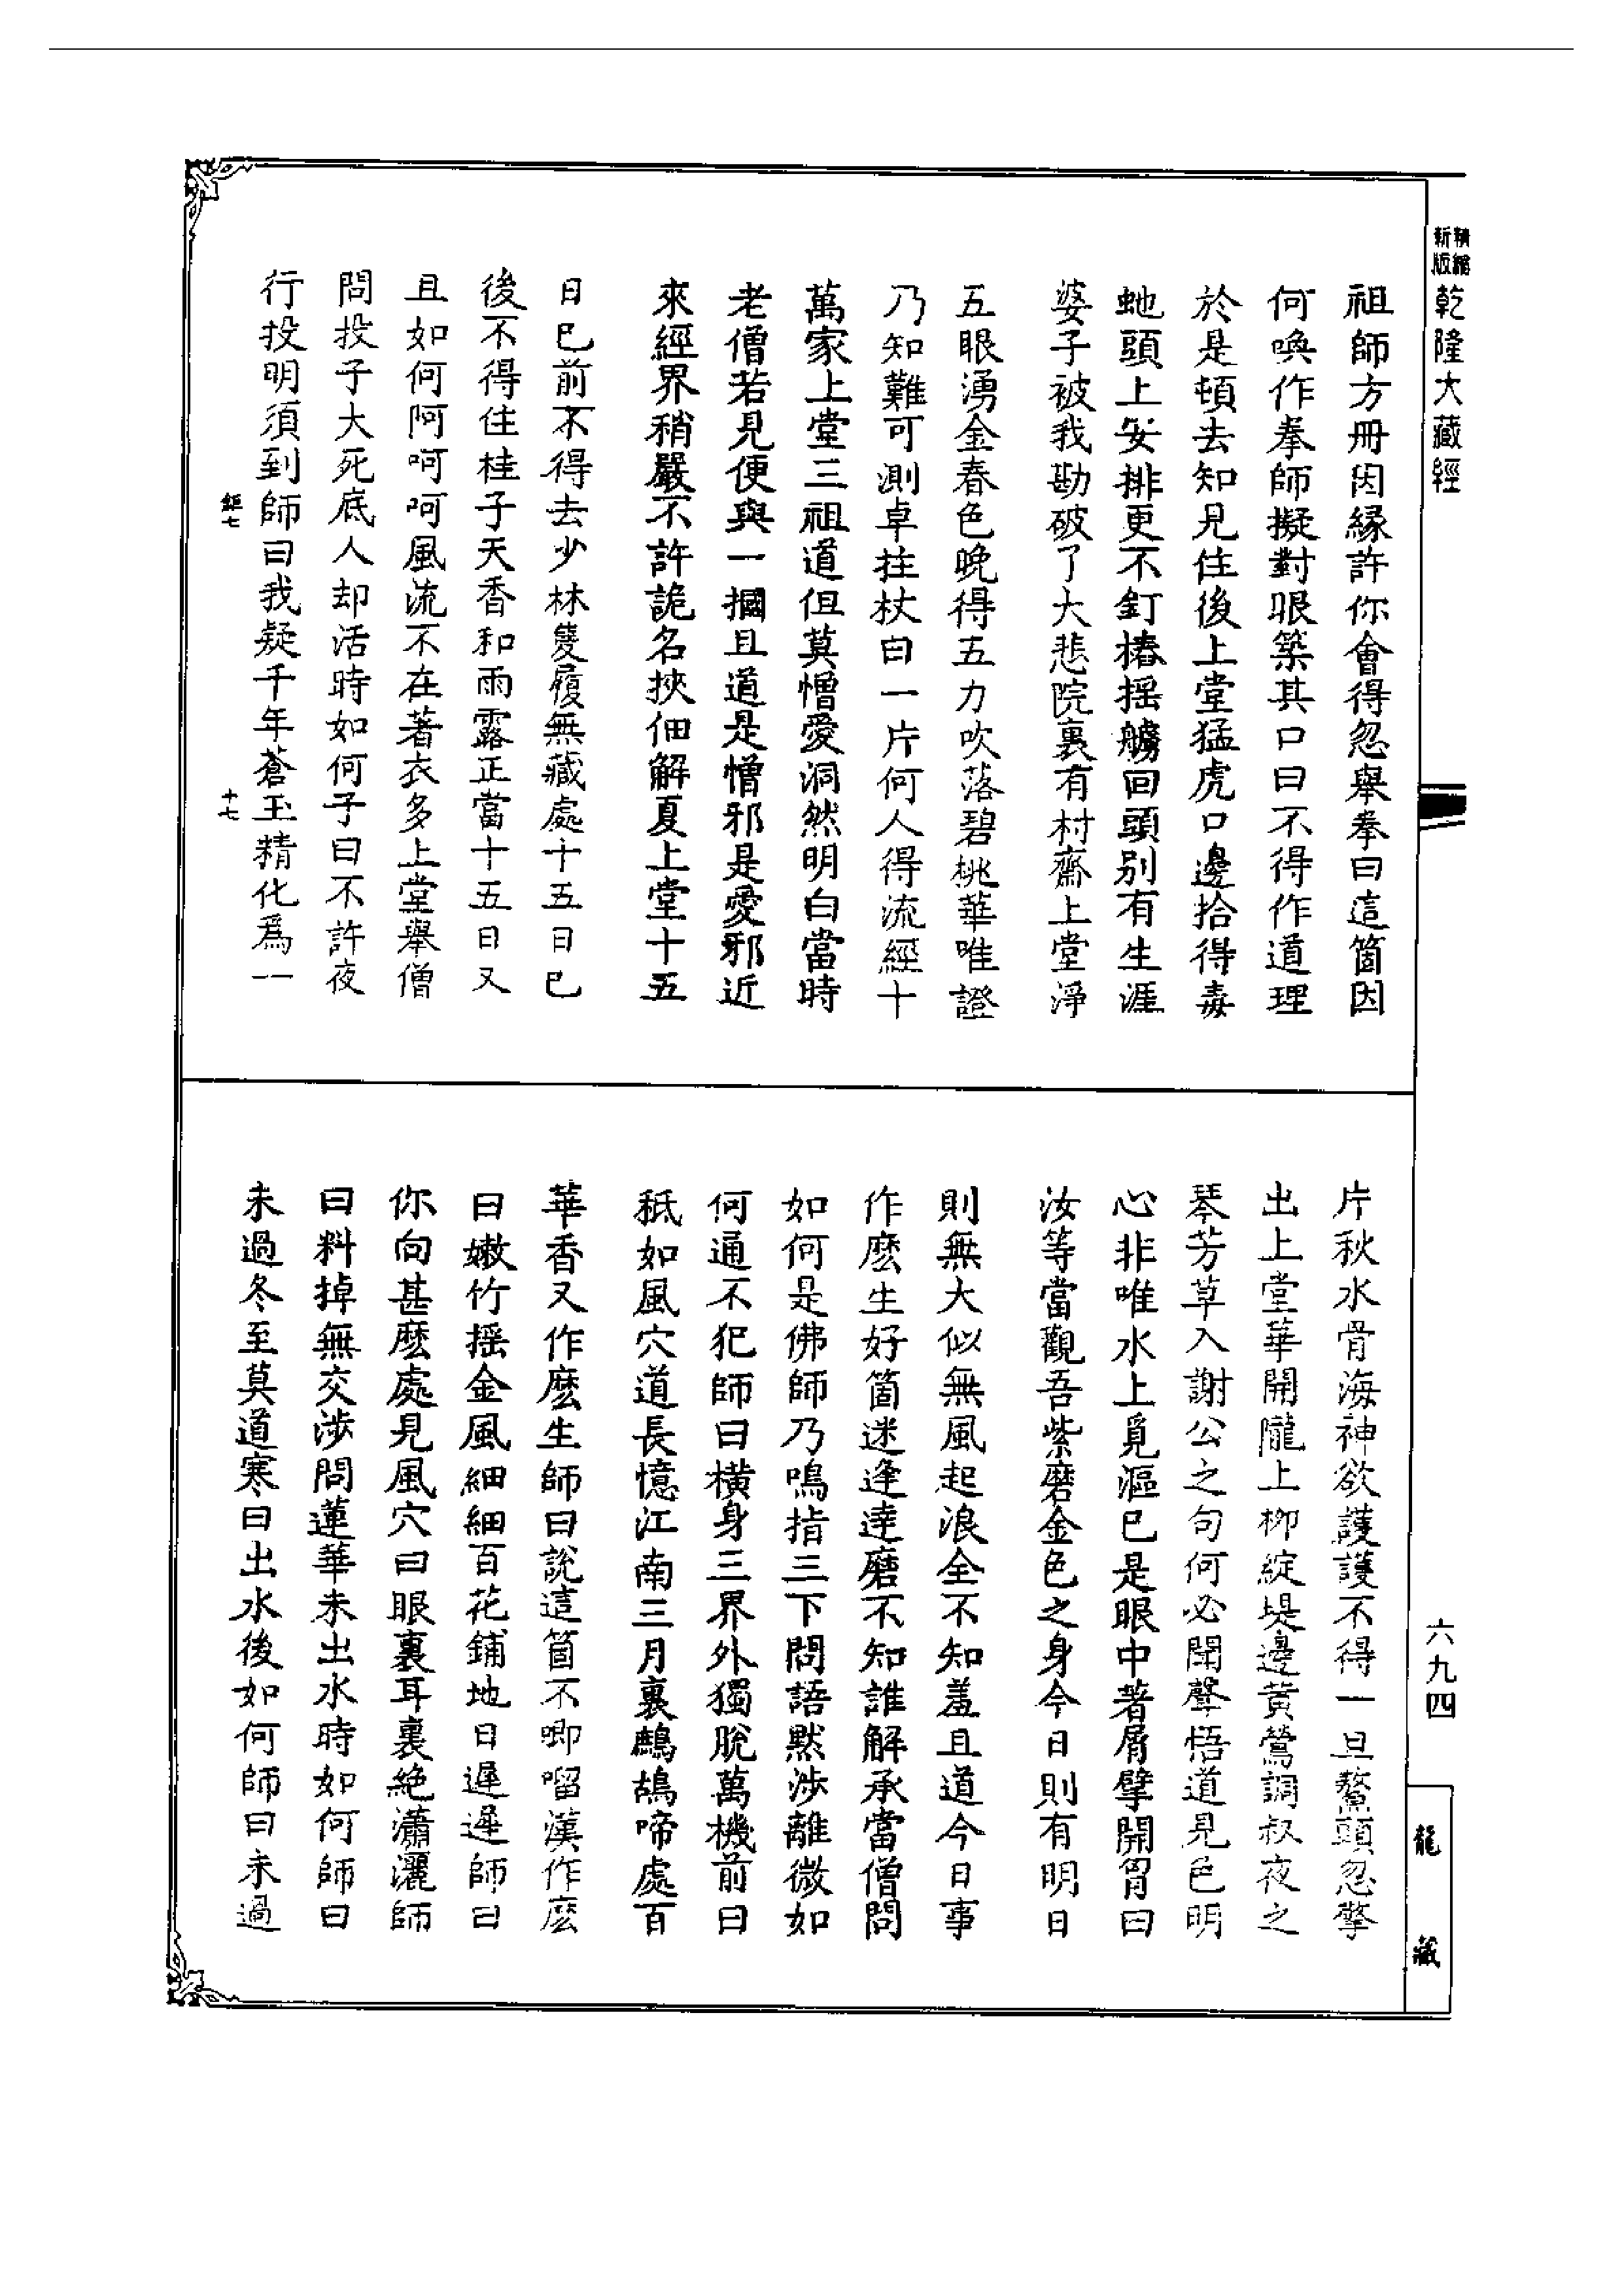 精縮新版
乾隆大藏經
祖師方冊因緣許你會得忽舉拳曰這箇因
何喚作拳師擬對眼築其口曰不得作道理
於是頓去知見住後上堂猛虎口邊拾得毒
虵頭上安排更不釘樁搖艣回頭別有生涯
婆子被我勘破了大悲院裏有村齋上堂淨
五眼湧金春色晚得五力吹落碧桃華唯證
乃知難可測卓拄杖曰一片何人得流經十
萬家上堂三祖道但莫憎愛洞然明白當時
老僧若見便與一摑且道是憎邪是愛邪近
來經界稍嚴不許詭名挾佃解夏上堂十五
日巳前不得去少林隻履無藏處十五日巳
後不得住桂子天香和雨露正當十五日又
且如何阿呵呵風流不在著衣多上堂舉僧
問投子大死底人却活時如何子曰不許夜
行投明須到師曰我疑千年蒼玉精化爲一
鉅七
十七
片秋水骨海神欲護護不得一旦鰲頭忽擎
出上堂華開隴上柳綻堤邊黃鶯調叔夜之
琴芳草入謝公之句何必聞聲悟道見色明
心非唯水上覓漚巳是眼中著屑擘開胷曰
汝等當觀吾紫磨金色之身今日則有明日
則無大似無風起浪全不知羞且道今日事
作麽生好箇迷逢達磨不知誰解承當僧問
如何是佛師乃鳴指三下問語默涉離微如
何通不犯師曰橫身三界外獨脫萬機前曰
秖如風穴道長憶江南三月裏鷓鴣啼處百
華香又作麽生師曰說這箇不唧㗜漢作麽
曰嫩竹搖金風細細百花鋪地日遲遲師曰
你向甚麽處見風穴曰眼裏耳裏絶瀟灑師
曰料掉無交涉問蓮華未出水時如何師曰
未過冬至莫道寒曰出水後如何師曰未過
六九四
龍藏